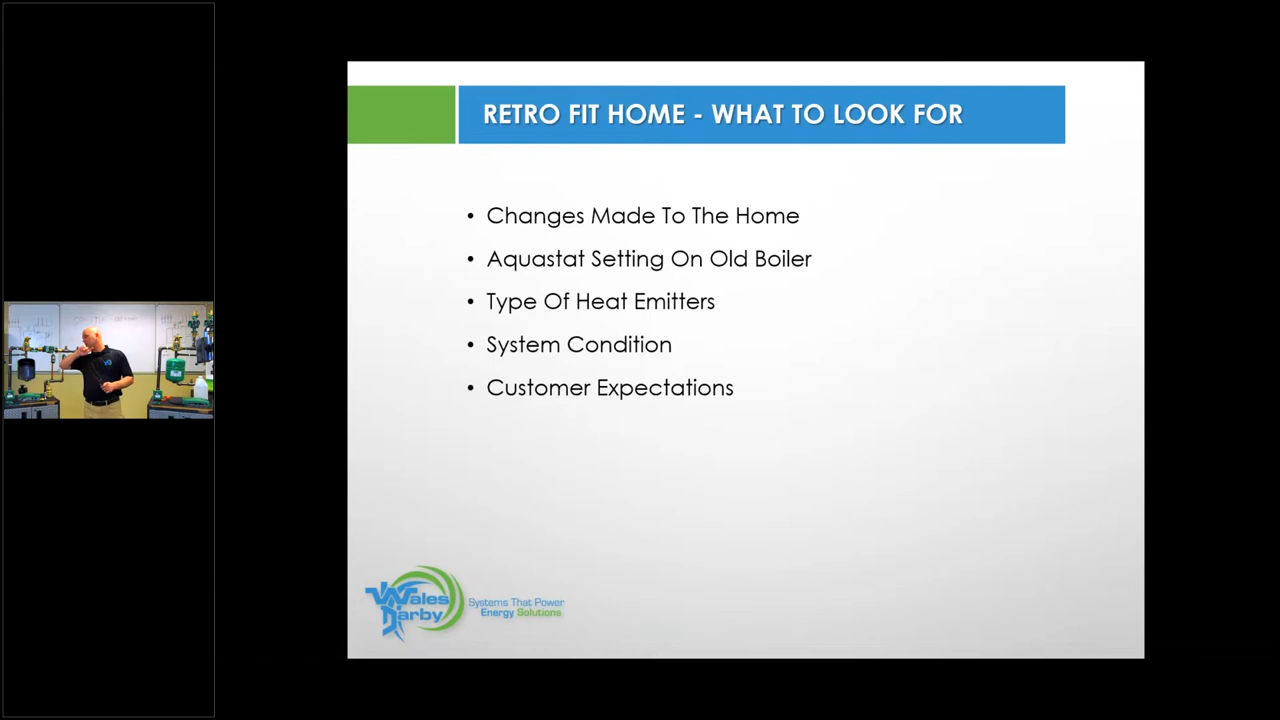 RETRO FIT HOME - WHAT TO LOOK FOR
• Changes Made To The Home
• Aquastat Setting On Old Boiler
• Type Of Heat Emitters
• System Condition
• Customer Expectations
Wales
Darby
Systems That Power
Energy Solutions